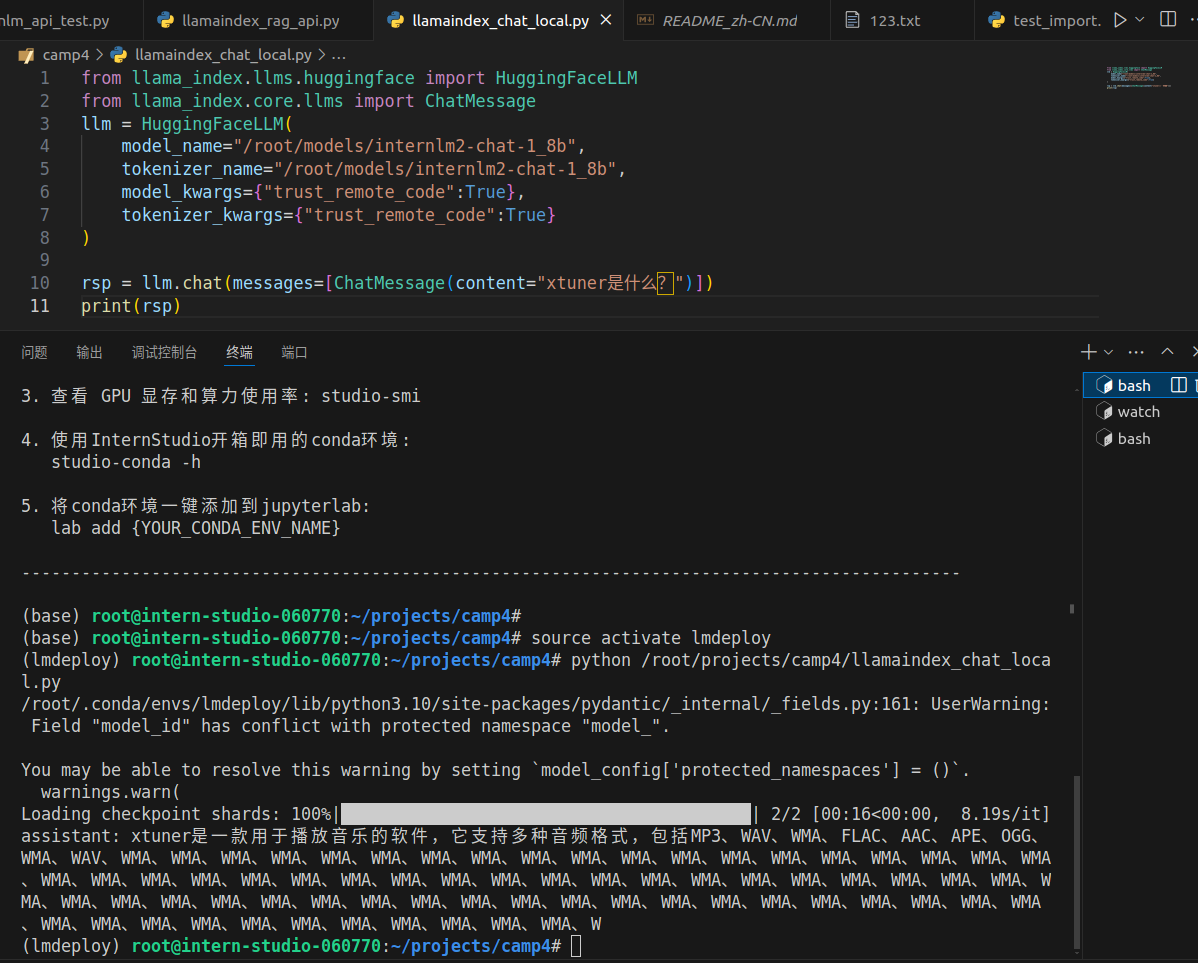 nlm_api_test.py llamaindex_rag_api.py llamaindex_chat_local.py README_zh-CN.md 123.txt test_import.
camp4 > llamaindex_chat_local.py > ...
1 from llama_index.llms.huggingface import HuggingFaceLLM
2 from llama_index.core.llms import ChatMessage
3 llm = HuggingFaceLLM(
4     model_name="/root/models/internlm2-chat-1_8b",
5     tokenizer_name="/root/models/internlm2-chat-1_8b",
6     model_kwargs={"trust_remote_code":True},
7     tokenizer_kwargs={"trust_remote_code":True}
8 )
9
10 rsp = llm.chat(messages=[ChatMessage(content="xtuner是什么？")])
11 print(rsp)
问题 输出 调试控制台 终端 端口
bash
watch
bash
3. 查看 GPU 显存和算力使用率: studio-smi
4. 使用InternStudio开箱即用的conda环境:
   studio-conda -h
5. 将conda环境一键添加到jupyterlab:
   lab add {YOUR_CONDA_ENV_NAME}
----------------------------------------------------------------------------------------------
(base) root@intern-studio-060770:~/projects/camp4#
(base) root@intern-studio-060770:~/projects/camp4# source activate lmdeploy
(lmdeploy) root@intern-studio-060770:~/projects/camp4# python /root/projects/camp4/llamaindex_chat_loca
l.py
/root/.conda/envs/lmdeploy/lib/python3.10/site-packages/pydantic/_internal/_fields.py:161: UserWarning:
 Field "model_id" has conflict with protected namespace "model_".
You may be able to resolve this warning by setting `model_config['protected_namespaces'] = ()`.
  warnings.warn(
Loading checkpoint shards: 100%| | 2/2 [00:16<00:00,  8.19s/it]
assistant: xtuner是一款用于播放音乐的软件，它支持多种音频格式，包括MP3、WAV、WMA、FLAC、AAC、APE、OGG、
WMA、WAV、WMA、WMA、WMA、WMA、WMA、WMA、WMA、WMA、WMA、WMA、WMA、WMA、WMA、WMA、WMA、WMA、WMA、WMA、WMA
、WMA、WMA、WMA、WMA、WMA、WMA、WMA、WMA、WMA、WMA、WMA、WMA、WMA、WMA、WMA、WMA、WMA、WMA、WMA、WMA、W
MA、WMA、WMA、WMA、WMA、WMA、WMA、WMA、WMA、WMA、WMA、WMA、WMA、WMA、WMA、WMA、WMA、WMA、WMA、WMA、WMA
、WMA、WMA、WMA、WMA、WMA、WMA、WMA、WMA、WMA、WMA、WMA、W
(lmdeploy) root@intern-studio-060770:~/projects/camp4#